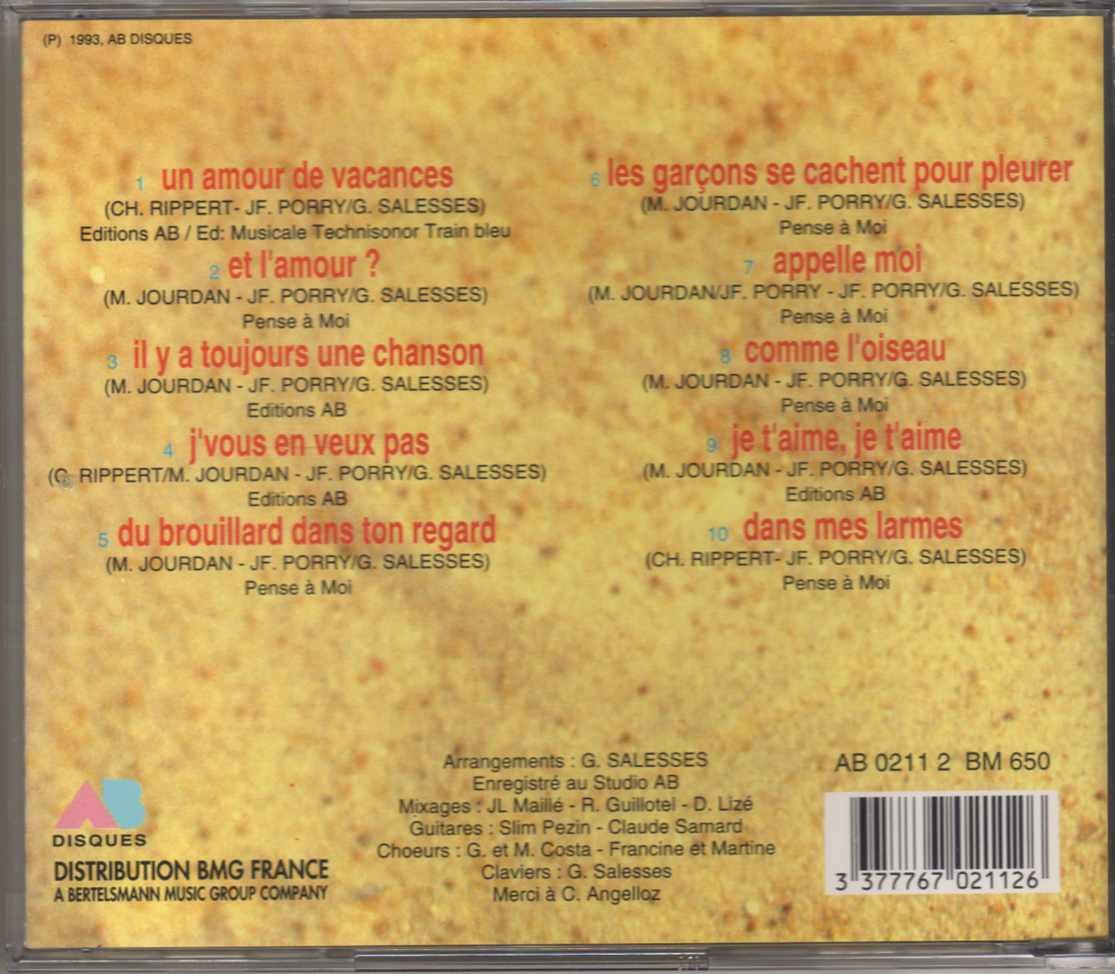 (P) 1993, AB DISQUES
1 un amour de vacances
(CH. RIPPERT- JF. PORRY/G. SALESSES)
Editions AB / Ed: Musicale Technisonor Train bleu
2 et l'amour ?
(M. JOURDAN - JF. PORRY/G. SALESSES)
Pense à Moi
3 il y a toujours une chanson
(M. JOURDAN - JF. PORRY/G. SALESSES)
Editions AB
4 j'vous en veux pas
(C. RIPPERT/M. JOURDAN - JF. PORRY/G. SALESSES)
Editions AB
5 du brouillard dans ton regard
(M. JOURDAN - JF. PORRY/G. SALESSES)
Pense à Moi
6 les garçons se cachent pour pleurer
(M. JOURDAN - JF. PORRY/G. SALESSES)
Pense à Moi
7 appelle moi
(M. JOURDAN/JF. PORRY - JF. PORRY/G. SALESSES)
Pense à Moi
8 comme l'oiseau
(M. JOURDAN - JF. PORRY/G. SALESSES)
Pense à Moi
9 je t'aime, je t'aime
(M. JOURDAN - JF. PORRY/G. SALESSES)
Editions AB
10 dans mes larmes
(CH. RIPPERT- JF. PORRY/G. SALESSES)
Pense à Moi
AB
DISQUES
DISTRIBUTION BMG FRANCE
A BERTELSMANN MUSIC GROUP COMPANY
Arrangements : G. SALESSES
Enregistré au Studio AB
Mixages : JL Maillé - R. Guillotel - D. Lizé
Guitares : Slim Pezin - Claude Samard
Choeurs : G. et M. Costa - Francine et Martine
Claviers : G. Salesses
Merci à C. Angelloz
AB 0211 2 BM 650
3 377767 021126